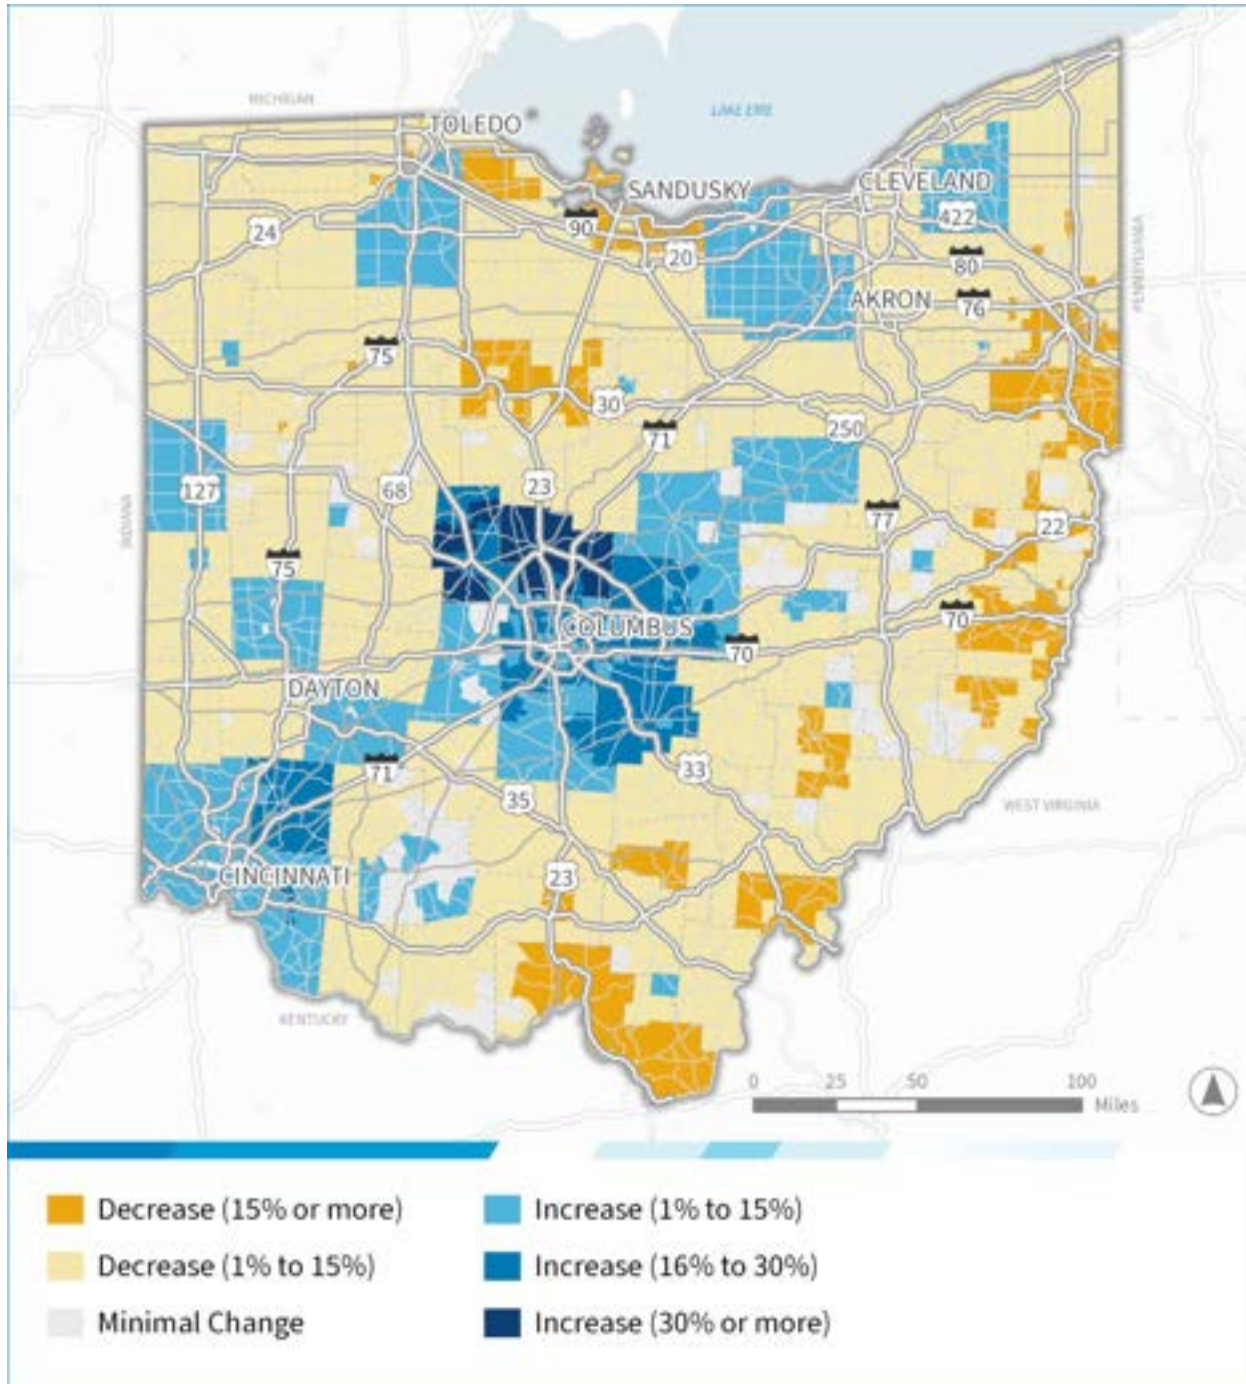 MICHIGAN
LAKE ERIE
TOLEDO
SANDUSKY
CLEVELAND
422
24
90
20
80
PENNSYLVANIA
AKRON
76
75
30
71
250
127
68
23
77
22
INDIANA
75
70
COLUMBUS
70
DAYTON
71
33
35
WEST VIRGINIA
CINCINNATI
23
KENTUCKY
0 25 50 100
Miles
Decrease (15% or more)
Decrease (1% to 15%)
Minimal Change
Increase (1% to 15%)
Increase (16% to 30%)
Increase (30% or more)